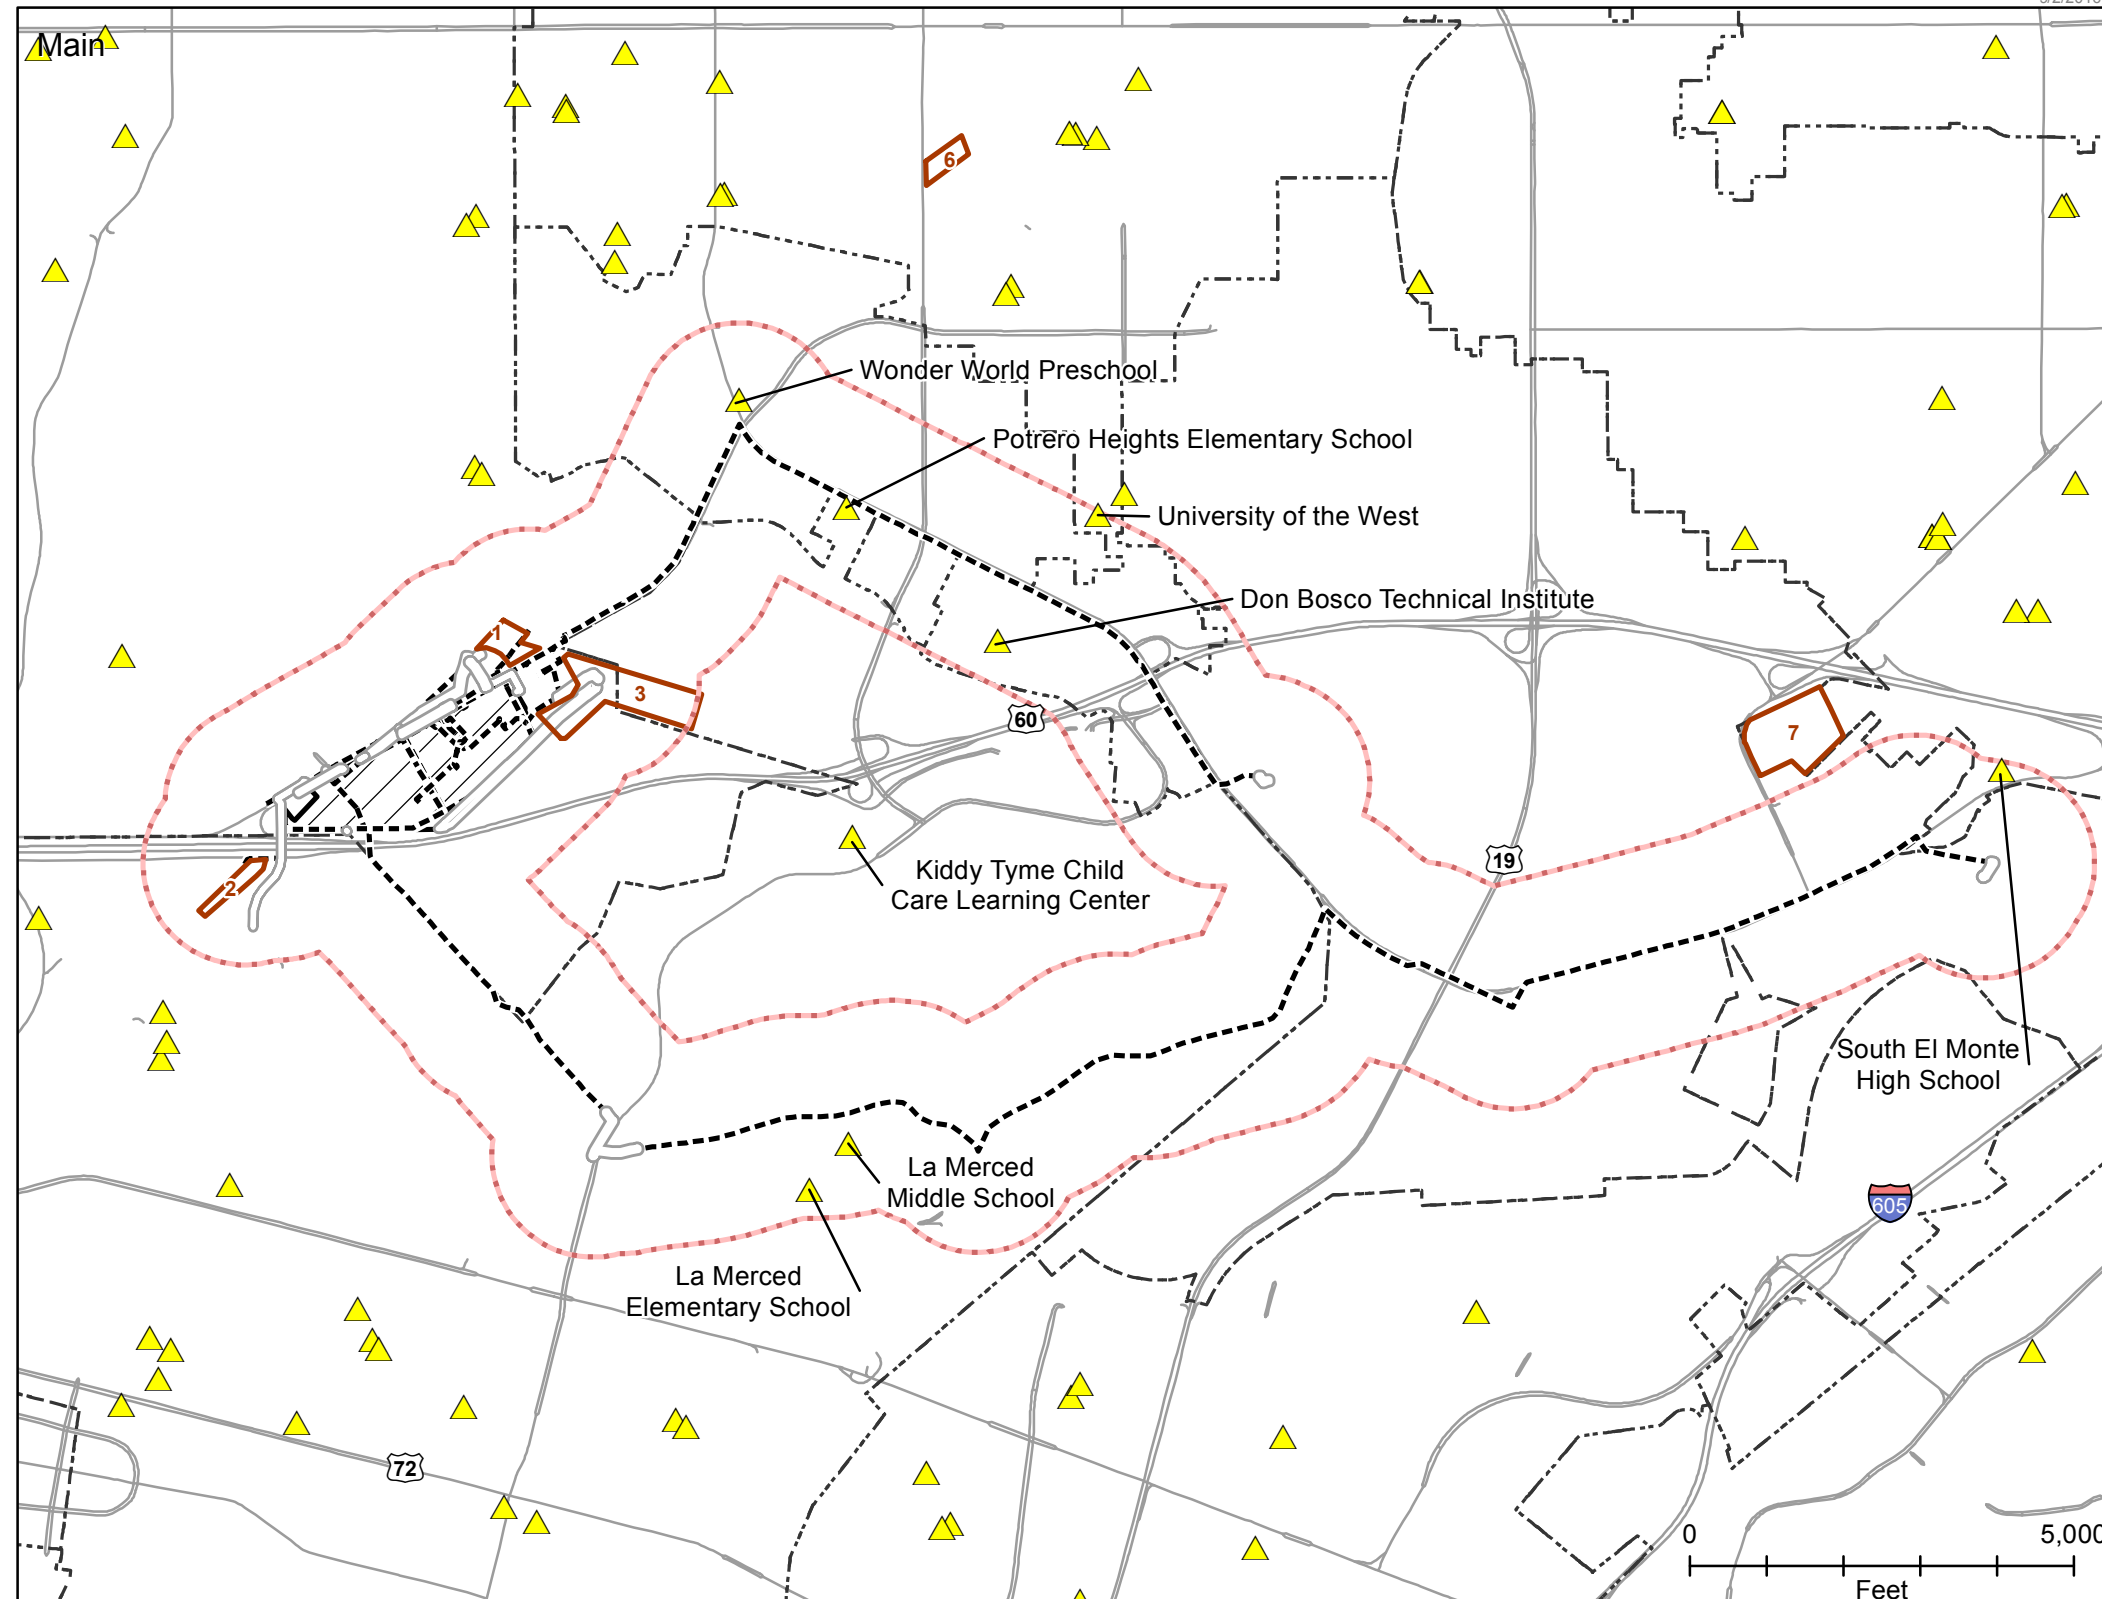 Main
6
Wonder World Preschool
Potrero Heights Elementary School
University of the West
Don Bosco Technical Institute
1
3
60
7
19
Kiddy Tyme Child
Care Learning Center
2
South El Monte
High School
La Merced
Middle School
605
La Merced
Elementary School
72
0
5,000
Feet